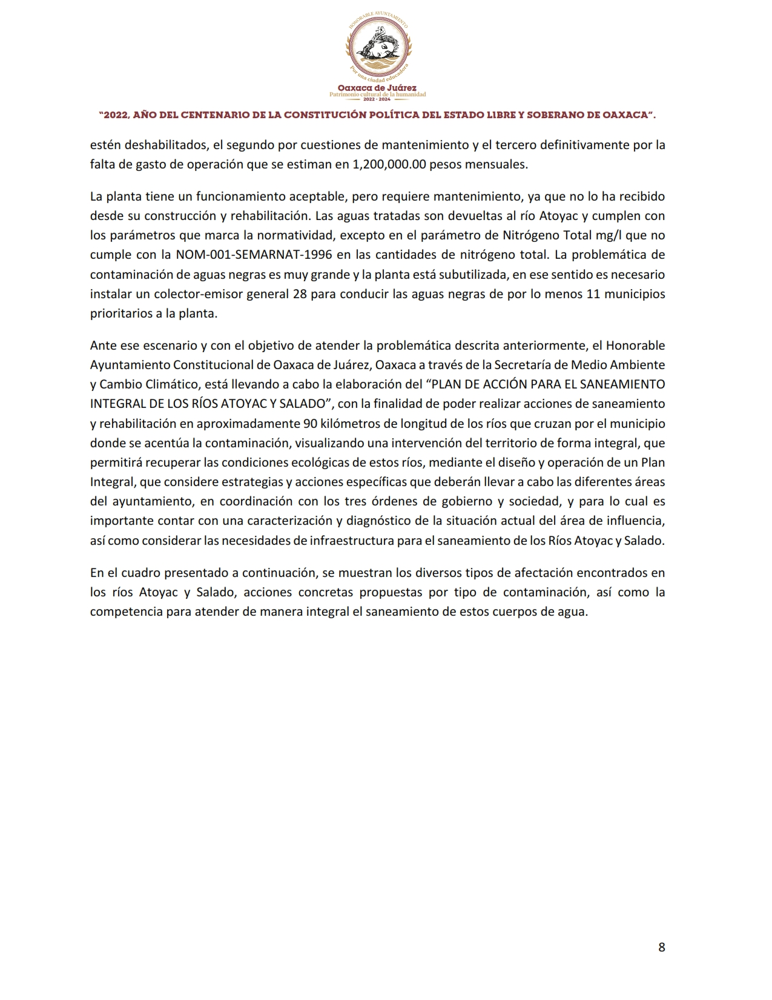 HONORABLE AYUNTAMIENTO
Por una ciudad educadora
Oaxaca de Juárez
Patrimonio cultural de la humanidad
2022 - 2024
“2022, AÑO DEL CENTENARIO DE LA CONSTITUCIÓN POLÍTICA DEL ESTADO LIBRE Y SOBERANO DE OAXACA”.
estén deshabilitados, el segundo por cuestiones de mantenimiento y el tercero definitivamente por la
falta de gasto de operación que se estiman en 1,200,000.00 pesos mensuales.
La planta tiene un funcionamiento aceptable, pero requiere mantenimiento, ya que no lo ha recibido
desde su construcción y rehabilitación. Las aguas tratadas son devueltas al río Atoyac y cumplen con
los parámetros que marca la normatividad, excepto en el parámetro de Nitrógeno Total mg/l que no
cumple con la NOM-001-SEMARNAT-1996 en las cantidades de nitrógeno total. La problemática de
contaminación de aguas negras es muy grande y la planta está subutilizada, en ese sentido es necesario
instalar un colector-emisor general 28 para conducir las aguas negras de por lo menos 11 municipios
prioritarios a la planta.
Ante ese escenario y con el objetivo de atender la problemática descrita anteriormente, el Honorable
Ayuntamiento Constitucional de Oaxaca de Juárez, Oaxaca a través de la Secretaría de Medio Ambiente
y Cambio Climático, está llevando a cabo la elaboración del “PLAN DE ACCIÓN PARA EL SANEAMIENTO
INTEGRAL DE LOS RÍOS ATOYAC Y SALADO”, con la finalidad de poder realizar acciones de saneamiento
y rehabilitación en aproximadamente 90 kilómetros de longitud de los ríos que cruzan por el municipio
donde se acentúa la contaminación, visualizando una intervención del territorio de forma integral, que
permitirá recuperar las condiciones ecológicas de estos ríos, mediante el diseño y operación de un Plan
Integral, que considere estrategias y acciones específicas que deberán llevar a cabo las diferentes áreas
del ayuntamiento, en coordinación con los tres órdenes de gobierno y sociedad, y para lo cual es
importante contar con una caracterización y diagnóstico de la situación actual del área de influencia,
así como considerar las necesidades de infraestructura para el saneamiento de los Ríos Atoyac y Salado.
En el cuadro presentado a continuación, se muestran los diversos tipos de afectación encontrados en
los ríos Atoyac y Salado, acciones concretas propuestas por tipo de contaminación, así como la
competencia para atender de manera integral el saneamiento de estos cuerpos de agua.
8